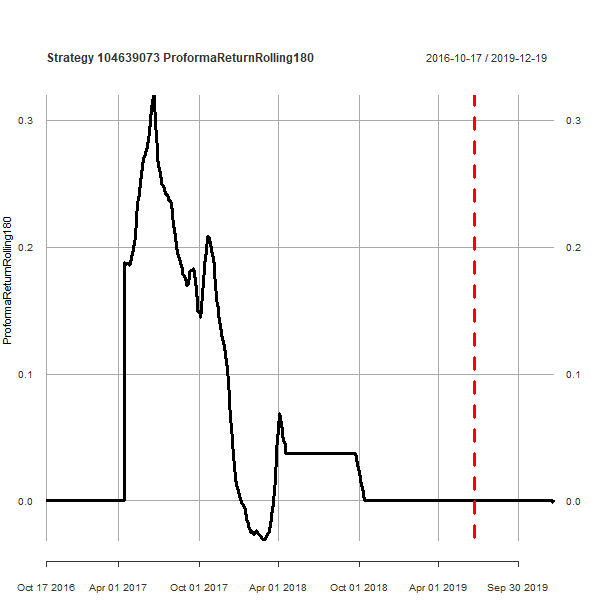 Strategy 104639073 ProformaReturnRolling180
2016-10-17 / 2019-12-19
ProformaReturnRolling180
0.3
0.3
0.2
0.2
0.1
0.1
0.0
0.0
Oct 17 2016
Apr 01 2017
Oct 01 2017
Apr 01 2018
Oct 01 2018
Apr 01 2019
Sep 30 2019